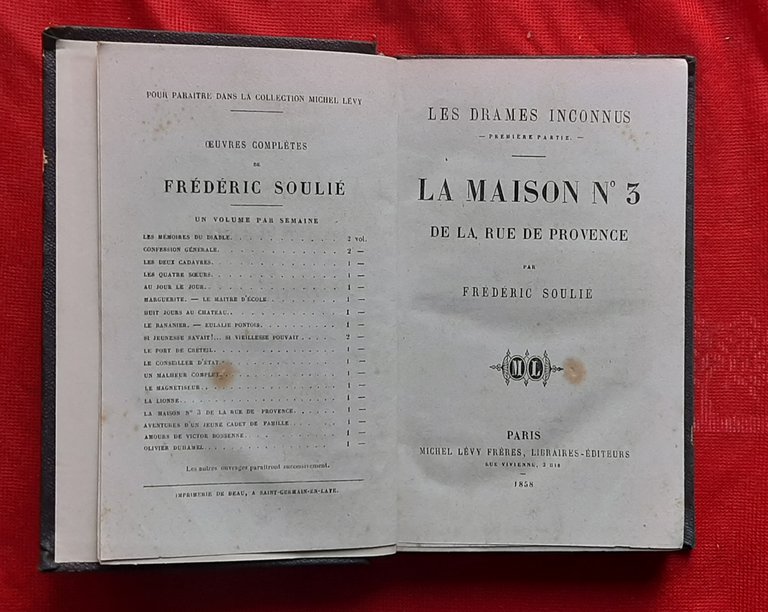 POUR PARAITRE DANS LA COLLECTION MICHEL LÉVY
ŒUVRES COMPLÈTES
DE
FRÉDÉRIC SOULIÉ
UN VOLUME PAR SEMAINE
LES MÉMOIRES DU DIABLE. . . . . . . . . . . . 2 vol.
CONFESSION GÉNÉRALE. . . . . . . . . . . . 2 —
LES DEUX CADAVRES. . . . . . . . . . . . 1 —
LES QUATRE SŒURS. . . . . . . . . . . . 1 —
AU JOUR LE JOUR. . . . . . . . . . . . 1 —
MARGUERITE. — LE MAITRE D'ÉCOLE. . . . . . . . 1 —
HUIT JOURS AU CHATEAU. . . . . . . . . . . 1 —
LE BANANIER. — EULALIE PONTOIS. . . . . . . . 1 —
SI JEUNESSE SAVAIT!... SI VIEILLESSE POUVAIT . . . . . 2 —
LE PORT DE CRÉTEIL. . . . . . . . . . . . 1 —
LE CONSEILLER D'ÉTAT. . . . . . . . . . . . 1 —
UN MALHEUR COMPLET. . . . . . . . . . . . 1 —
LE MAGNÉTISEUR . . . . . . . . . . . . 1 —
LA LIONNE. . . . . . . . . . . . 1 —
LA MAISON Nº 3 DE LA RUE DE PROVENCE. . . . . . 1 —
AVENTURES D'UN JEUNE CADET DE FAMILLE . . . . . . 1 —
AMOURS DE VICTOR BONSENNE. . . . . . . . . . 1 —
OLIVIER DUHAMEL. . . . . . . . . . . . 1 —
Les autres ouvrages paraitront successivement.
IMPRIMERIE DE BEAU, A SAINT-GERMAIN-EN-LAYE.
LES DRAMES INCONNUS
— PREMIÈRE PARTIE. —
LA MAISON Nº 3
DE LA RUE DE PROVENCE
PAR
FRÉDÉRIC SOULIÉ
ML
PARIS
MICHEL LÉVY FRÈRES, LIBRAIRES-ÉDITEURS
RUE VIVIENNE, 2 BIS
1858